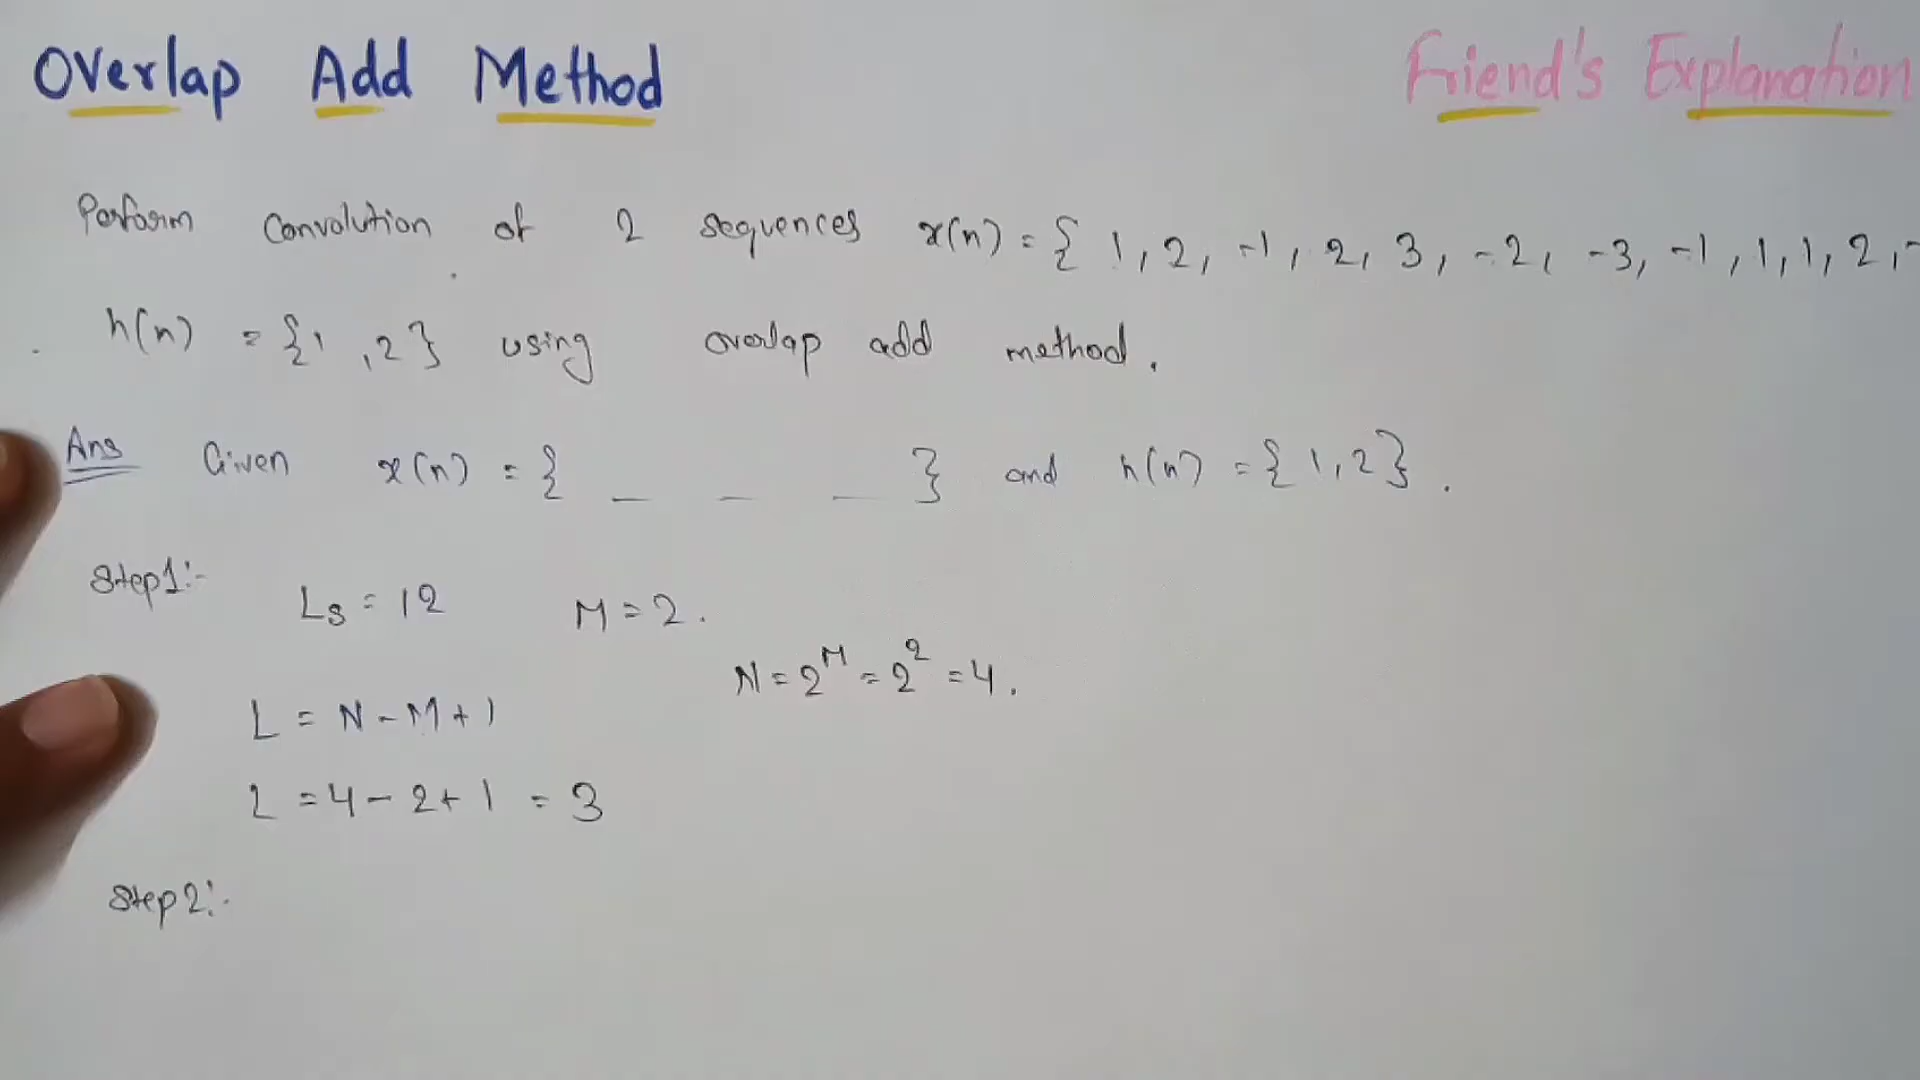 Overlap Add Method
Friend's Explanation
Perform Convolution of 2 sequences x(n) = { 1, 2, -1, 2, 3, -2, -3, -1, 1, 1, 2, -
h(n) = {1, 2} using overlap add method.
Ans Given x(n) = { _ _ _ } and h(n) = {1, 2}.
Step1:-
Ls = 12 M = 2.
N = 2^M = 2^2 = 4.
L = N - M + 1
L = 4 - 2 + 1 = 3
Step2:-